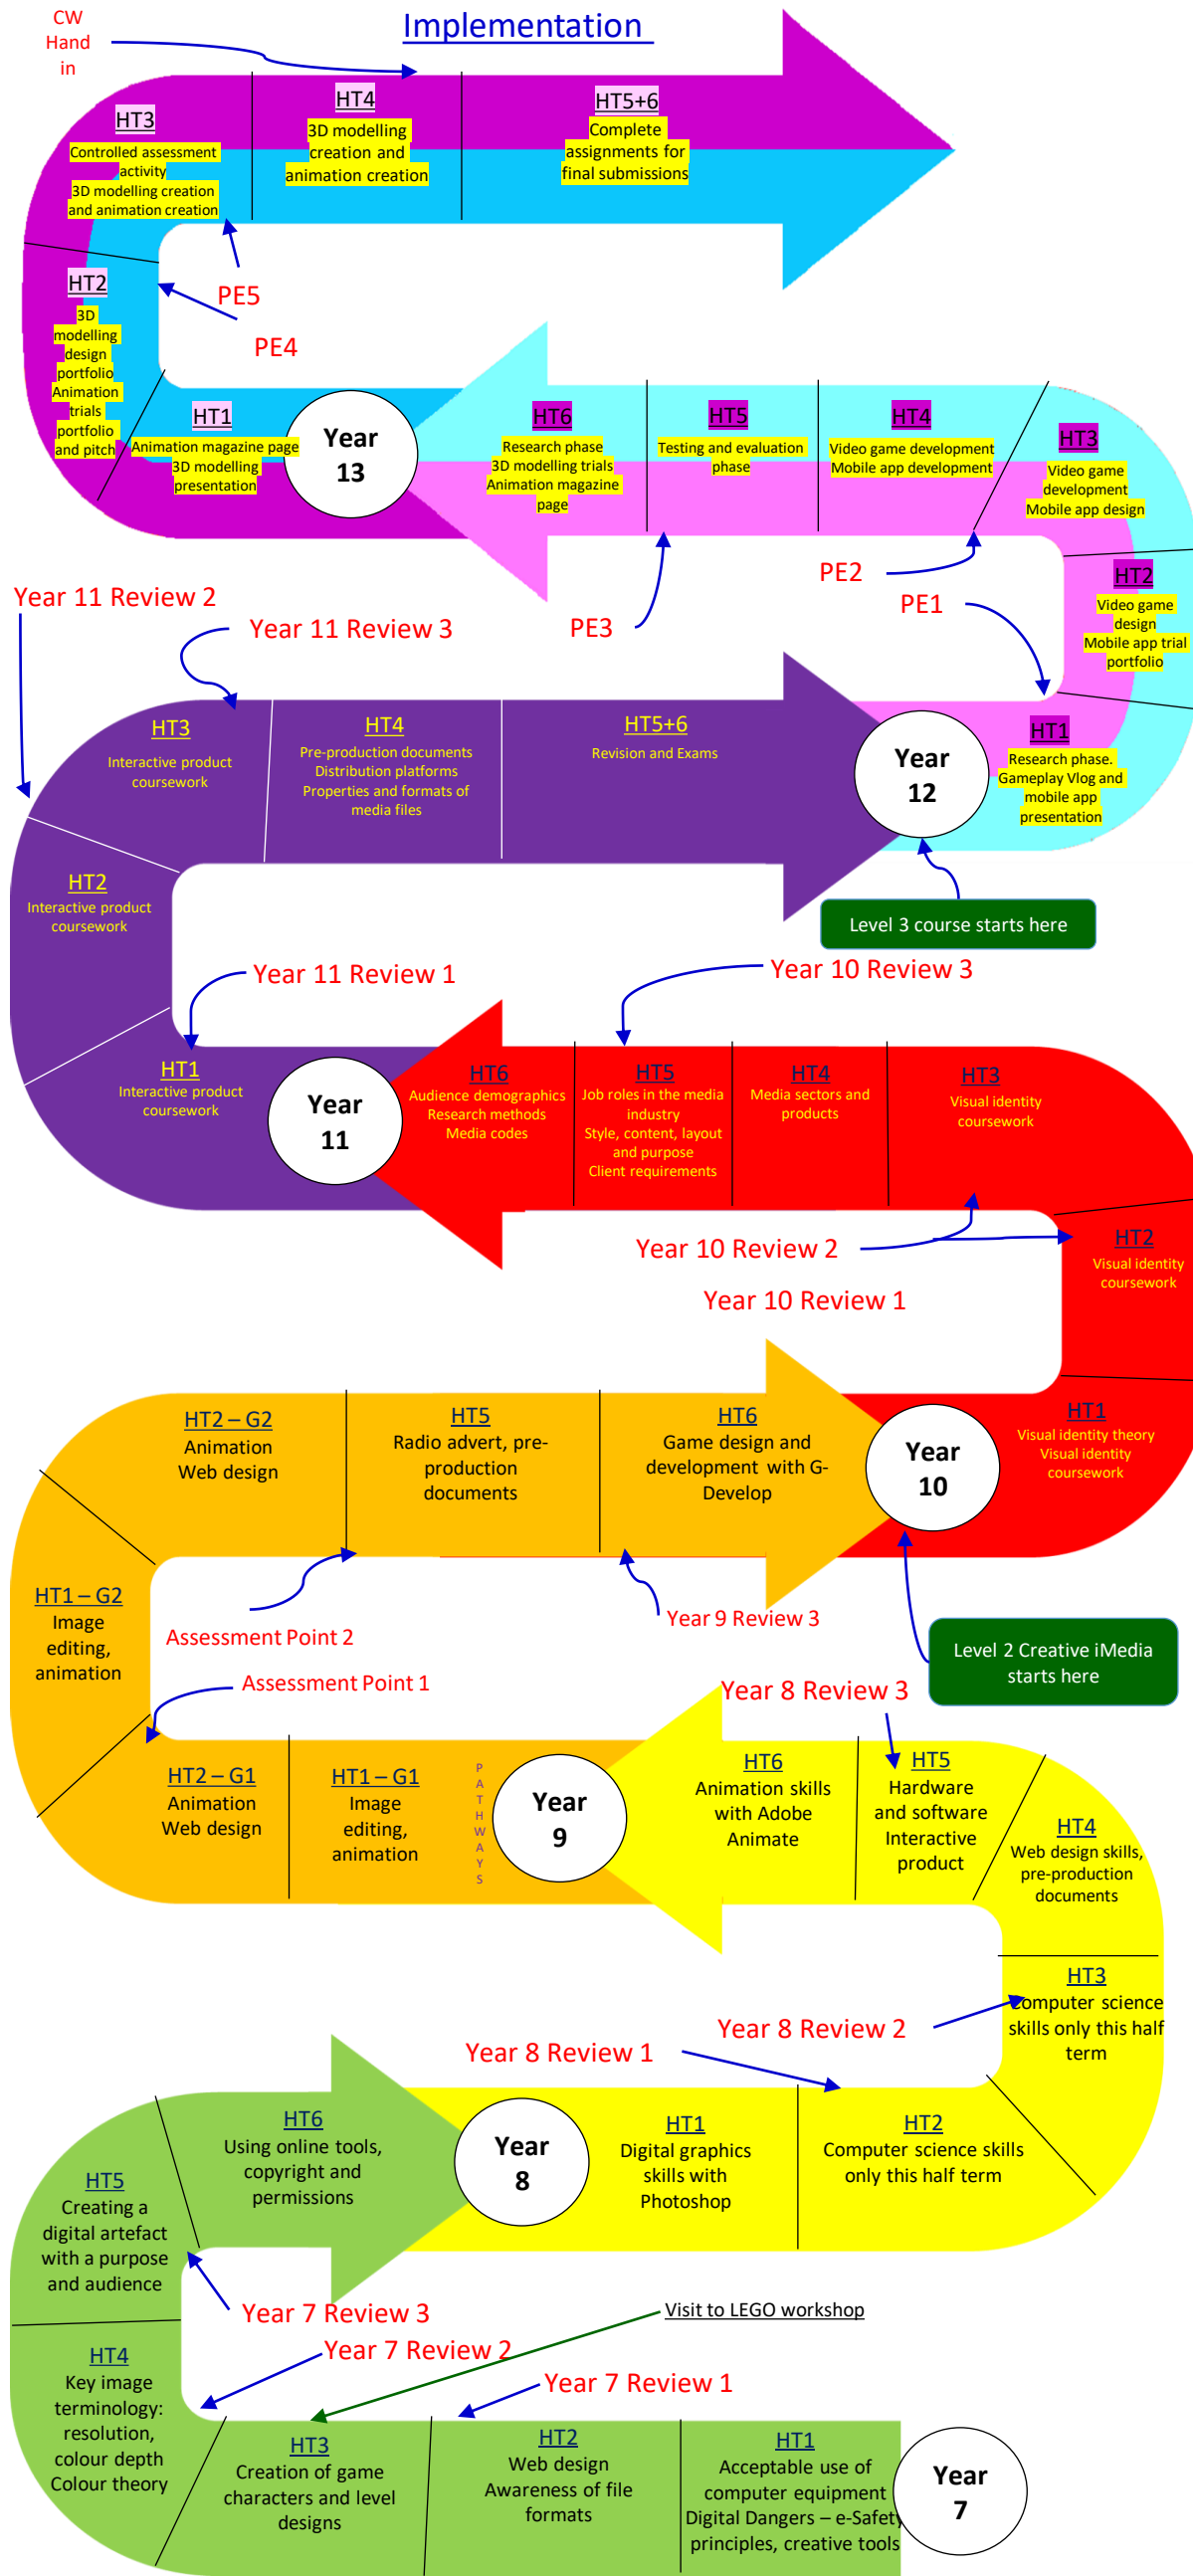 CW
Hand
in
Implementation
HT3
Controlled assessment
activity
3D modelling creation
and animation creation
HT4
3D modelling
creation and
animation creation
HT5+6
Complete
assignments for
final submissions
HT2
3D
modelling
design
portfolio
Animation
trials
portfolio
and pitch
PE5
PE4
HT1
Animation magazine page
3D modelling
presentation
Year
13
HT6
Research phase
3D modelling trials
Animation magazine
page
HT5
Testing and evaluation
phase
HT4
Video game development
Mobile app development
HT3
Video game
development
Mobile app design
HT2
Video game
design
Mobile app trial
portfolio
PE2
PE1
PE3
Year 11 Review 2
Year 11 Review 3
HT3
Interactive product
coursework
HT4
Pre-production documents
Distribution platforms
Properties and formats of
media files
HT5+6
Revision and Exams
Year
12
HT1
Research phase.
Gameplay Vlog and
mobile app
presentation
HT2
Interactive product
coursework
Level 3 course starts here
Year 11 Review 1
Year 10 Review 3
HT1
Interactive product
coursework
Year
11
HT6
Audience demographics
Research methods
Media codes
HT5
Job roles in the media
industry
Style, content, layout
and purpose
Client requirements
HT4
Media sectors and
products
HT3
Visual identity
coursework
HT2
Visual identity
coursework
Year 10 Review 2
Year 10 Review 1
HT2 – G2
Animation
Web design
HT5
Radio advert, pre-
production
documents
HT6
Game design and
development with G-
Develop
Year
10
HT1
Visual identity theory
Visual identity
coursework
HT1 – G2
Image
editing,
animation
Assessment Point 2
Year 9 Review 3
Level 2 Creative iMedia
starts here
Assessment Point 1
Year 8 Review 3
HT2 – G1
Animation
Web design
HT1 – G1
Image
editing,
animation
P
A
T
H
W
A
Y
S
Year
9
HT6
Animation skills
with Adobe
Animate
HT5
Hardware
and software
Interactive
product
HT4
Web design skills,
pre-production
documents
HT3
Computer science
skills only this half
term
Year 8 Review 2
Year 8 Review 1
HT6
Using online tools,
copyright and
permissions
Year
8
HT1
Digital graphics
skills with
Photoshop
HT2
Computer science skills
only this half term
HT5
Creating a
digital artefact
with a purpose
and audience
Year 7 Review 3
Visit to LEGO workshop
Year 7 Review 2
Year 7 Review 1
HT4
Key image
terminology:
resolution,
colour depth
Colour theory
HT3
Creation of game
characters and level
designs
HT2
Web design
Awareness of file
formats
HT1
Acceptable use of
computer equipment
Digital Dangers – e-Safety
principles, creative tools
Year
7